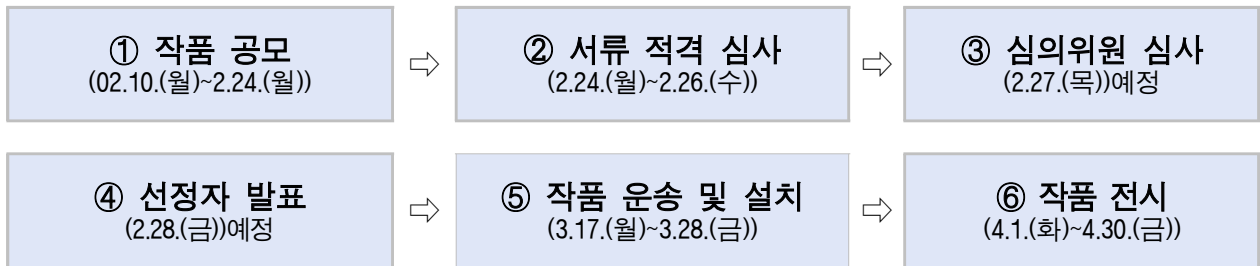 ① 작품 공모
(02.10.(월)~2.24.(월))
⇨
② 서류 적격 심사
(2.24.(월)~2.26.(수))
⇨
③ 심의위원 심사
(2.27.(목))예정
④ 선정자 발표
(2.28.(금))예정
⇨
⑤ 작품 운송 및 설치
(3.17.(월)~3.28.(금))
⇨
⑥ 작품 전시
(4.1.(화)~4.30.(금))